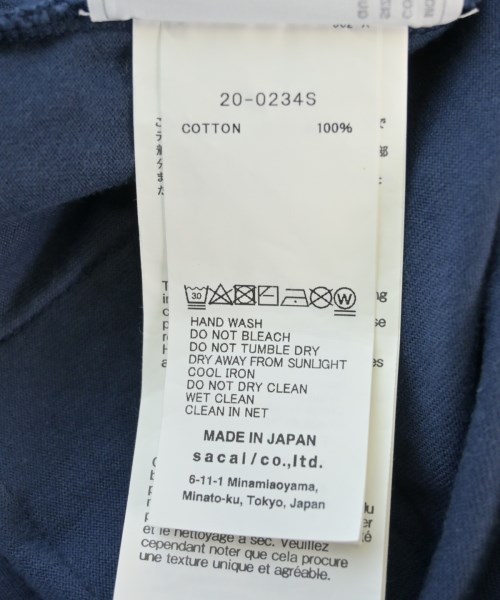 20-0234S
COTTON 100%
30
W
HAND WASH
DO NOT BLEACH
DO NOT TUMBLE DRY
DRY AWAY FROM SUNLIGHT
COOL IRON
DO NOT DRY CLEAN
WET CLEAN
CLEAN IN NET
MADE IN JAPAN
sacai/co.,ltd.
6-11-1 Minamiaoyama,
Minato-ku, Tokyo, Japan
et le nettoyage à sec. Veuillez
cependant noter que cela procure
une texture unique et agréable.